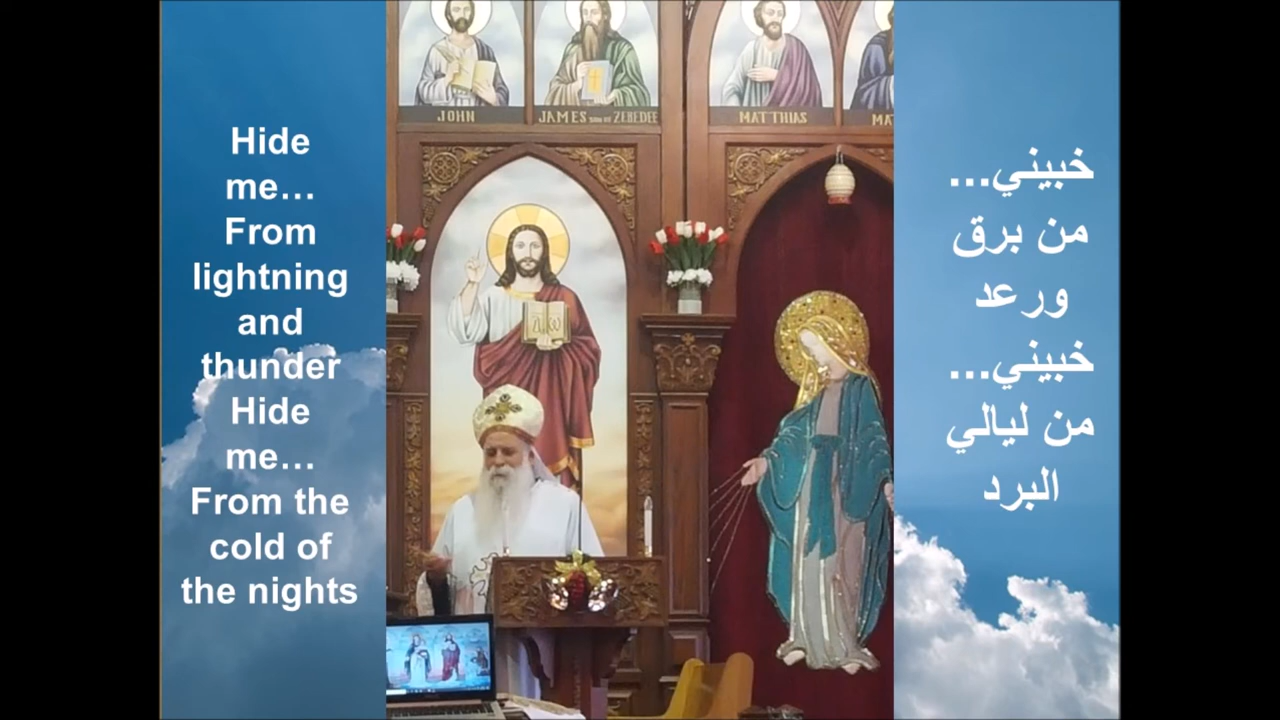 Hide
me…
From
lightning
and
thunder
Hide
me…
From the
cold of
the nights
JOHN
JAMES SON OF ZEBEDEE
MATTHIAS
MA
Α Ω
خبيني...
من برق
ورعد
خبيني...
من ليالي
البرد